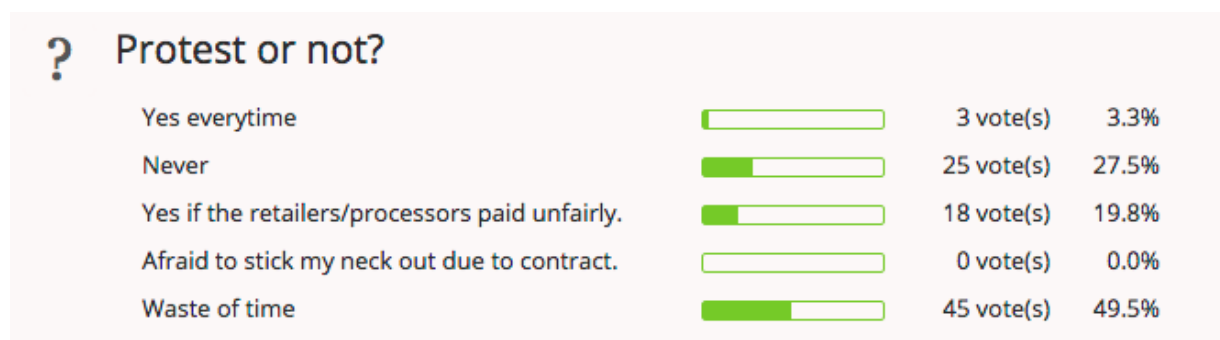 ? Protest or not?
Yes everytime 3 vote(s) 3.3%
Never 25 vote(s) 27.5%
Yes if the retailers/processors paid unfairly. 18 vote(s) 19.8%
Afraid to stick my neck out due to contract. 0 vote(s) 0.0%
Waste of time 45 vote(s) 49.5%